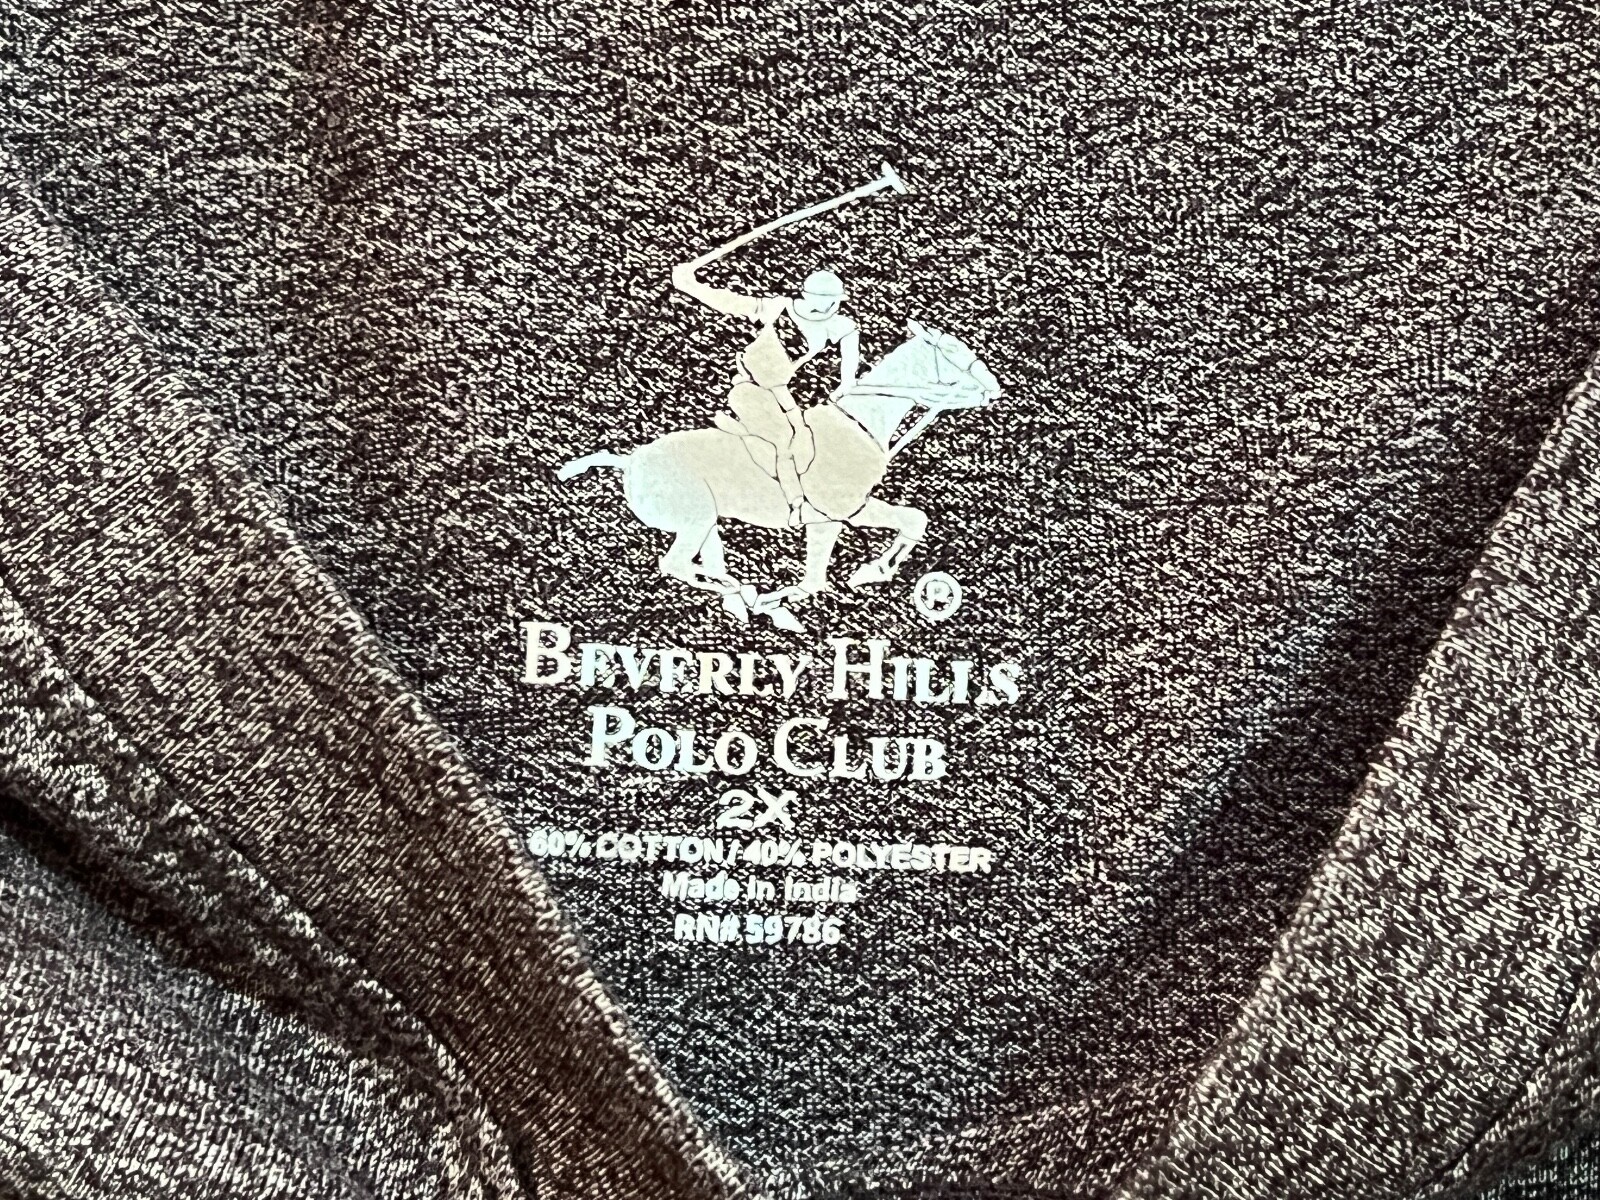 ®
BEVERLY HILLS
POLO CLUB
2X
60% COTTON / 40% POLYESTER
Made in India
RN# 59786